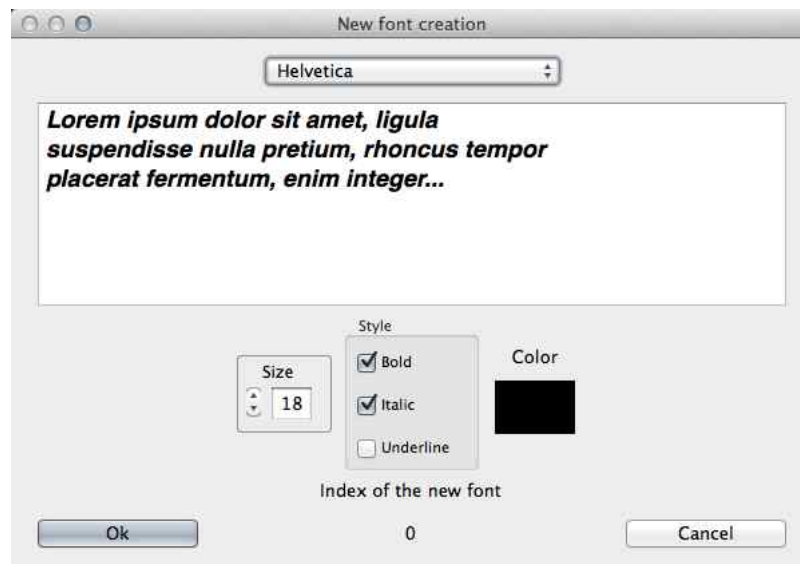 New font creation
Helvetica
Lorem ipsum dolor sit amet, ligula
suspendisse nulla pretium, rhoncus tempor
placerat fermentum, enim integer...
Style
Size
18
Bold
Italic
Underline
Color
Index of the new font
Ok
0
Cancel